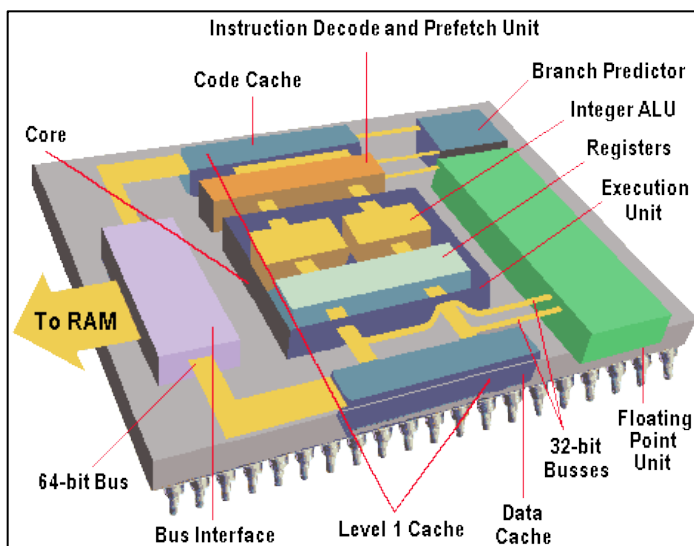 Instruction Decode and Prefetch Unit
Code Cache
Branch Predictor
Core
Integer ALU
Registers
Execution
Unit
To RAM
64-bit Bus
Bus Interface
Level 1 Cache
Data
Cache
32-bit
Busses
Floating
Point
Unit